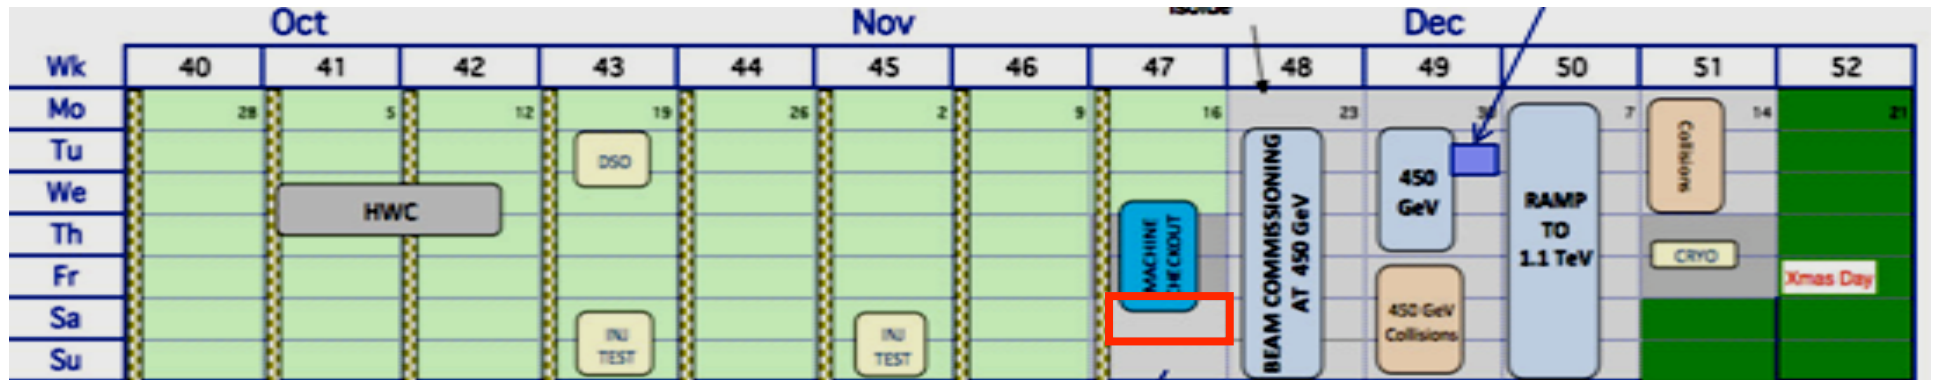 Oct Nov Dec
Wk 40 41 42 43 44 45 46 47 48 49 50 51 52
Mo 28 5 12 19 26 2 9 16 23 30 7 14 21
Tu
We
Th
Fr
Sa
Su
HWC
DSO
INJ
TEST
INJ
TEST
MACHINE
CHECKOUT
BEAM COMMISSIONING
AT 450 GeV
450
GeV
450 GeV
Collisions
RAMP
TO
1.1 TeV
Collisions
CRYO
Xmas Day